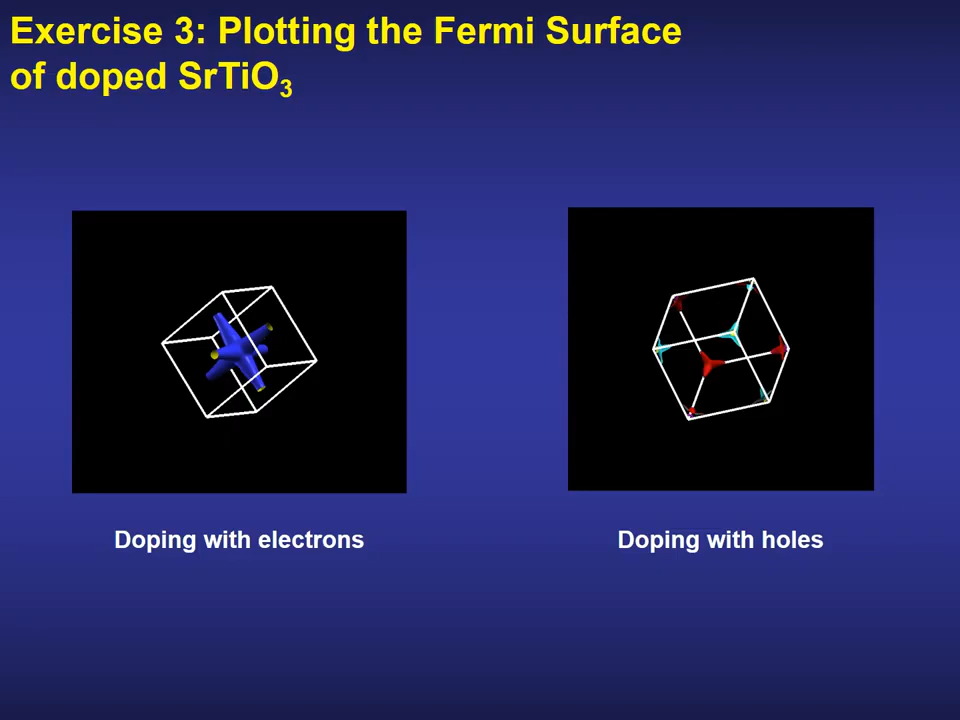 Exercise 3: Plotting the Fermi Surface
of doped SrTiO₃
Doping with electrons
Doping with holes